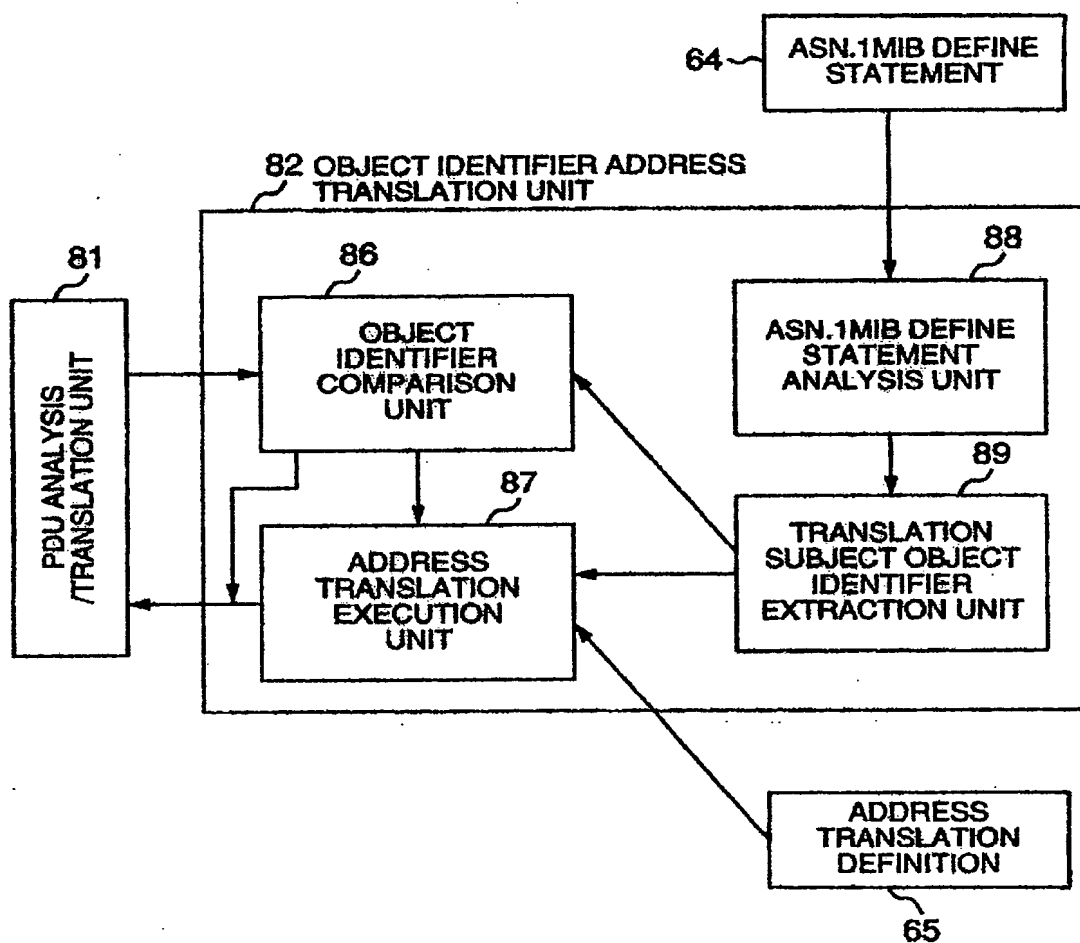 64
ASN.1MIB DEFINE
STATEMENT
82 OBJECT IDENTIFIER ADDRESS
TRANSLATION UNIT
81
PDU ANALYSIS
/TRANSLATION UNIT
86
OBJECT
IDENTIFIER
COMPARISON
UNIT
88
ASN.1MIB DEFINE
STATEMENT
ANALYSIS UNIT
87
ADDRESS
TRANSLATION
EXECUTION
UNIT
89
TRANSLATION
SUBJECT OBJECT
IDENTIFIER
EXTRACTION UNIT
ADDRESS
TRANSLATION
DEFINITION
65